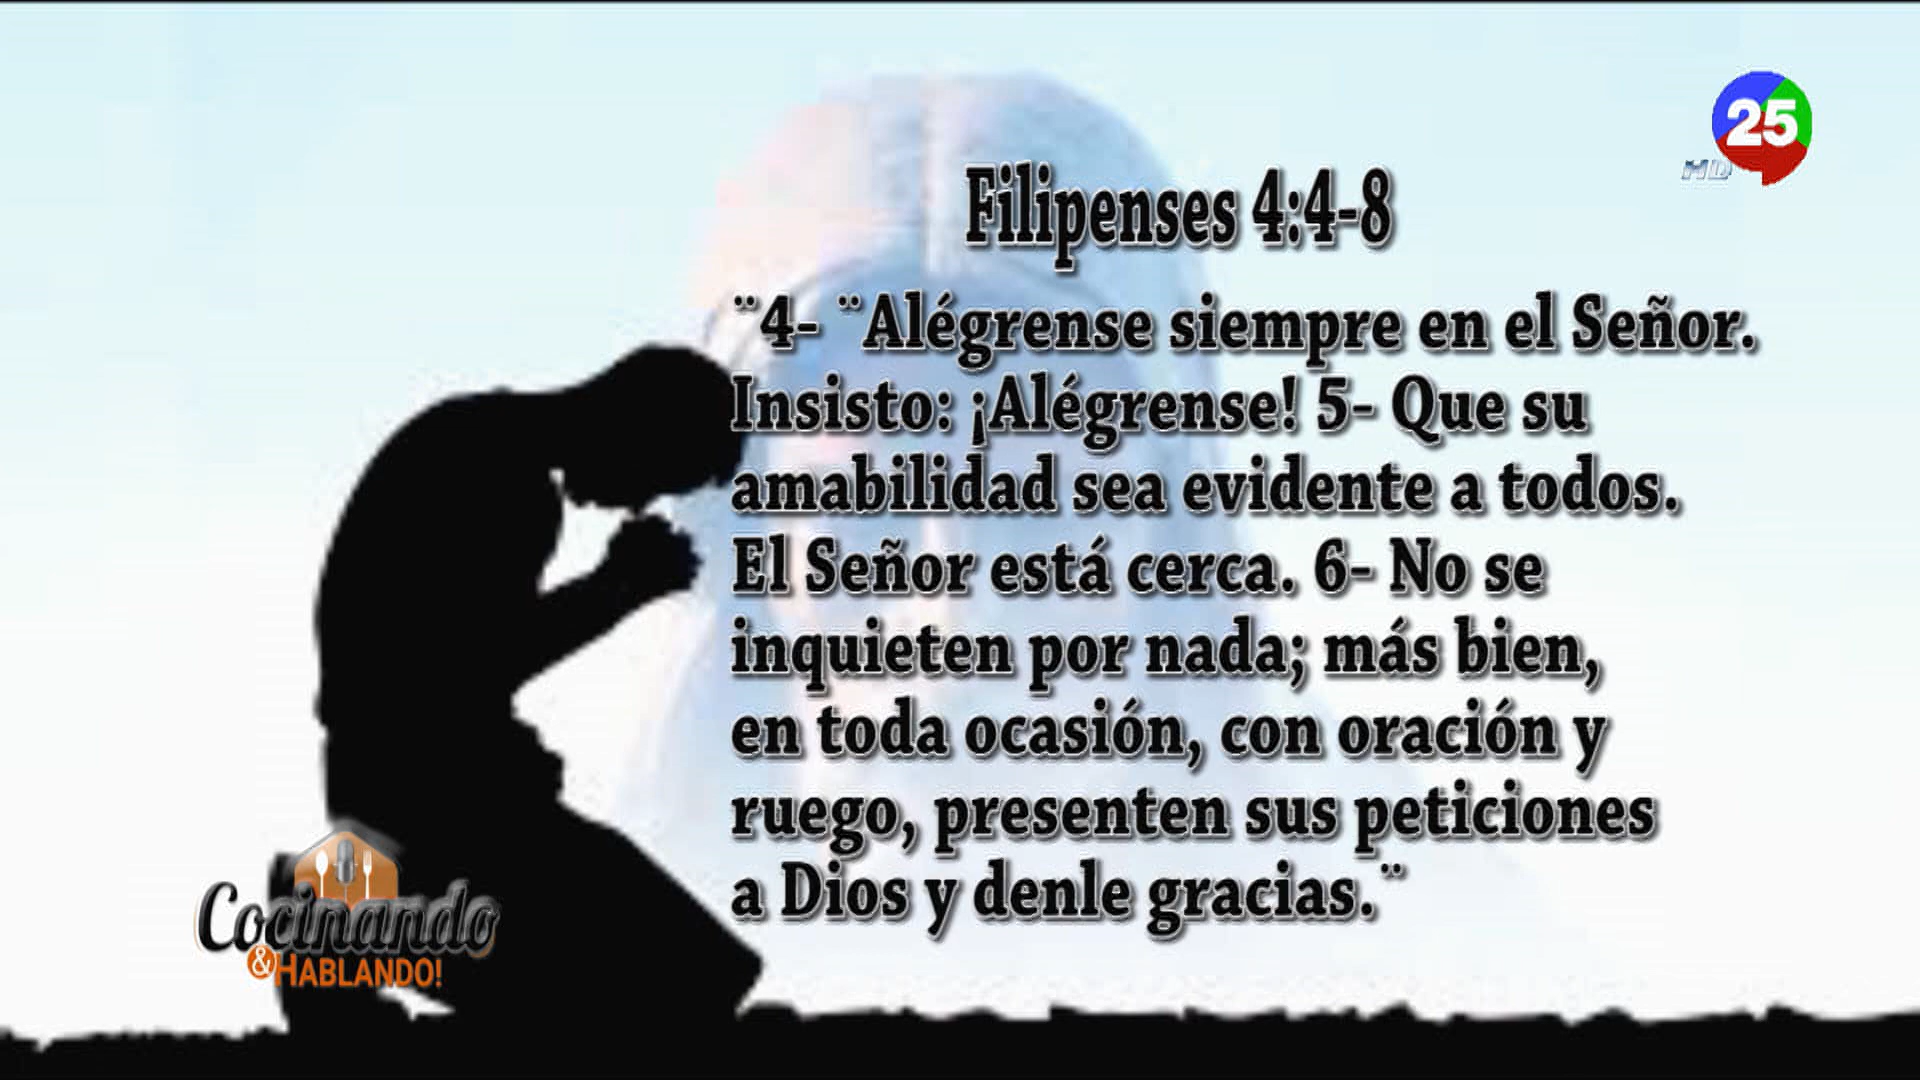 25
HD
Filipenses 4:4-8
¨4- ¨Alégrense siempre en el Señor.
Insisto: ¡Alégrense! 5- Que su
amabilidad sea evidente a todos.
El Señor está cerca. 6- No se
inquieten por nada; más bien,
en toda ocasión, con oración y
ruego, presenten sus peticiones
a Dios y denle gracias.¨
Cocinando
&HABLANDO!